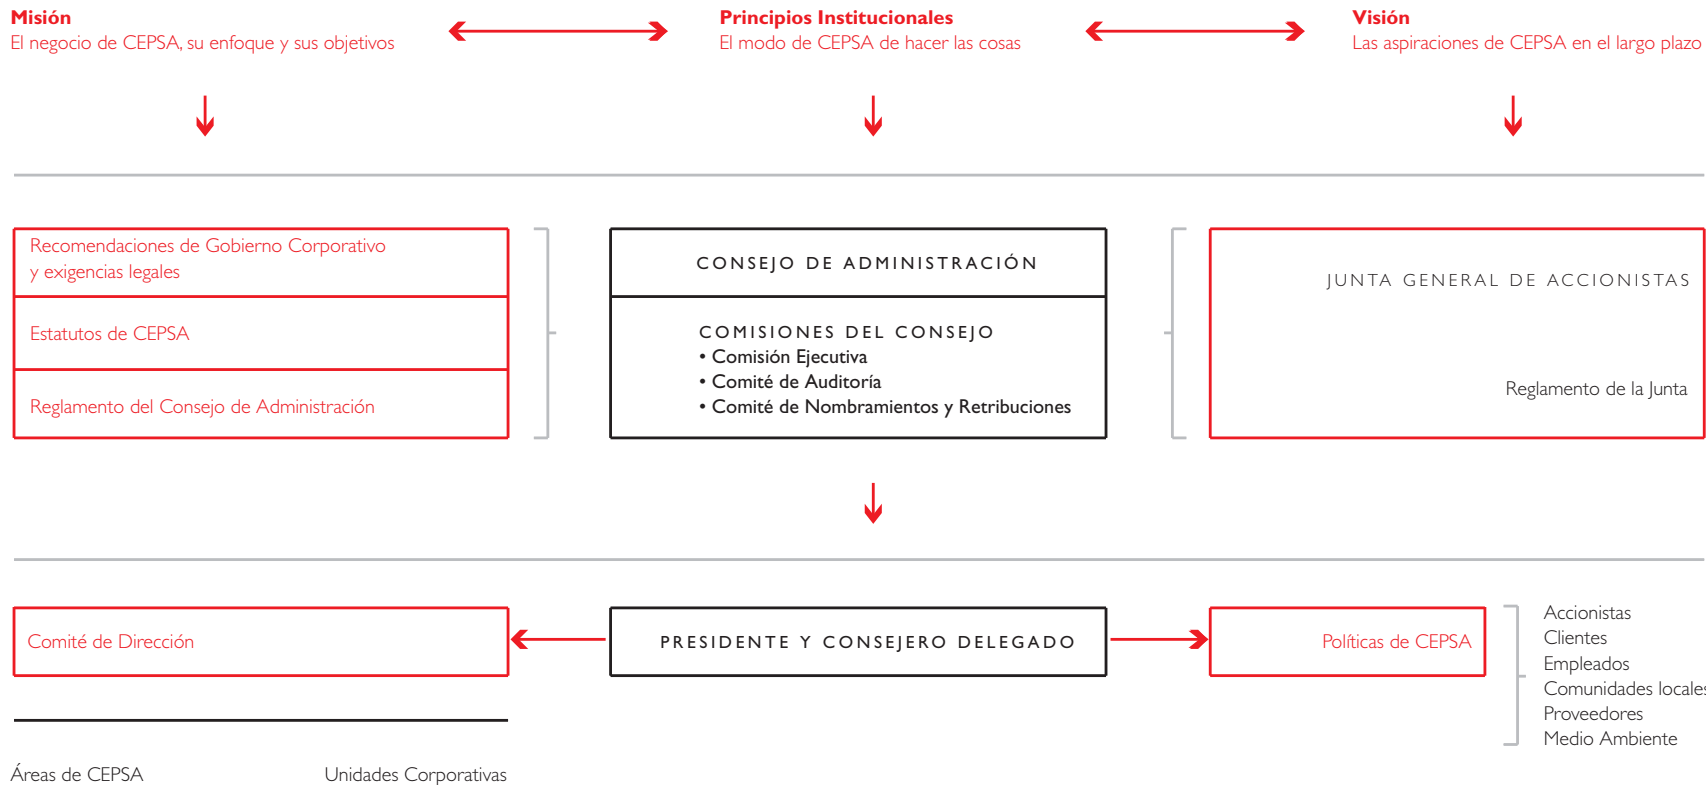 Misión
El negocio de CEPSA, su enfoque y sus objetivos
Principios Institucionales
El modo de CEPSA de hacer las cosas
Visión
Las aspiraciones de CEPSA en el largo plazo
Recomendaciones de Gobierno Corporativo
y exigencias legales
Estatutos de CEPSA
Reglamento del Consejo de Administración
CONSEJO DE ADMINISTRACIÓN
COMISIONES DEL CONSEJO
• Comisión Ejecutiva
• Comité de Auditoría
• Comité de Nombramientos y Retribuciones
JUNTA GENERAL DE ACCIONISTAS
Reglamento de la Junta
Comité de Dirección
PRESIDENTE Y CONSEJERO DELEGADO
Políticas de CEPSA
Accionistas
Clientes
Empleados
Comunidades locales
Proveedores
Medio Ambiente
Áreas de CEPSA
Unidades Corporativas